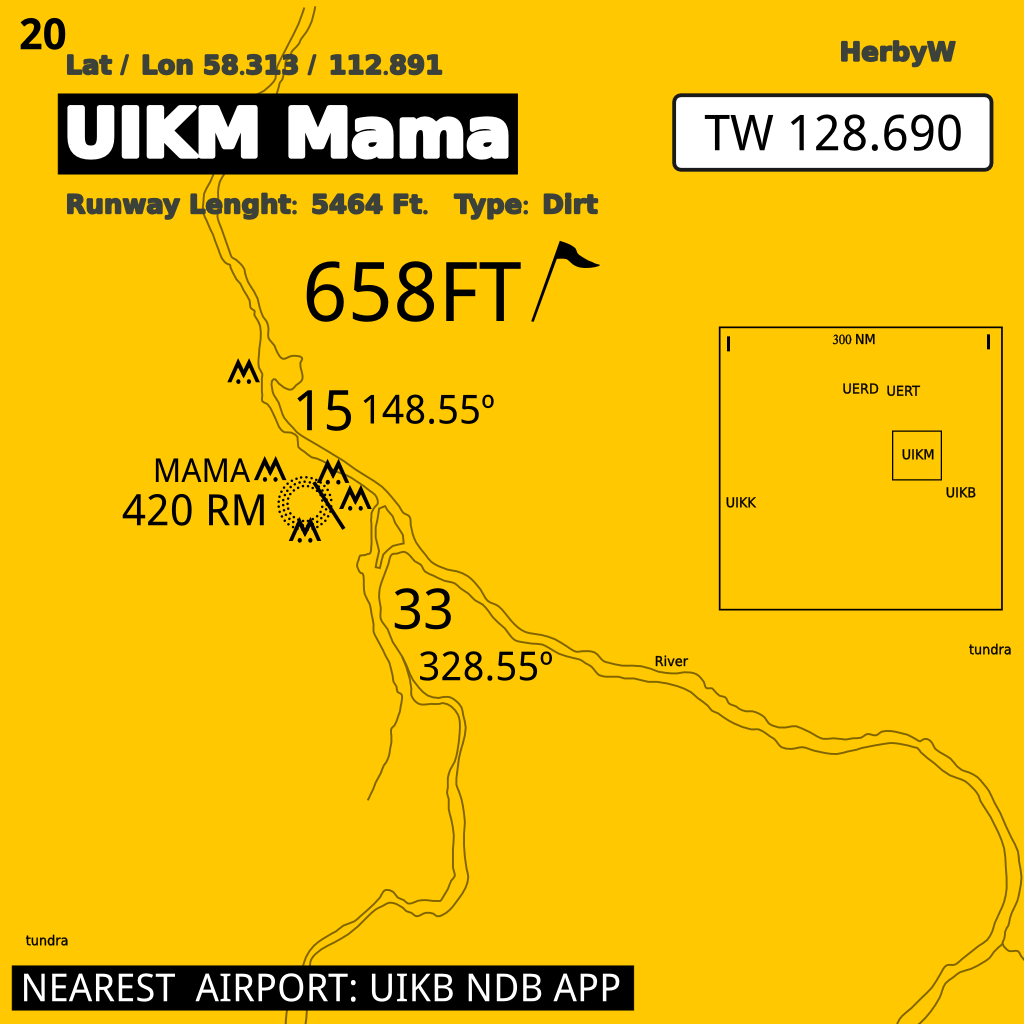 20
Lat / Lon 58.313 / 112.891
HerbyW
UIKM Mama
TW 128.690
Runway Lenght: 5464 Ft. Type: Dirt
658FT
300 NM
UERD UERT
15 148.55º
UIKM
MAMA
420 RM
UIKB
UIKK
33
328.55º
River
tundra
tundra
NEAREST AIRPORT: UIKB NDB APP